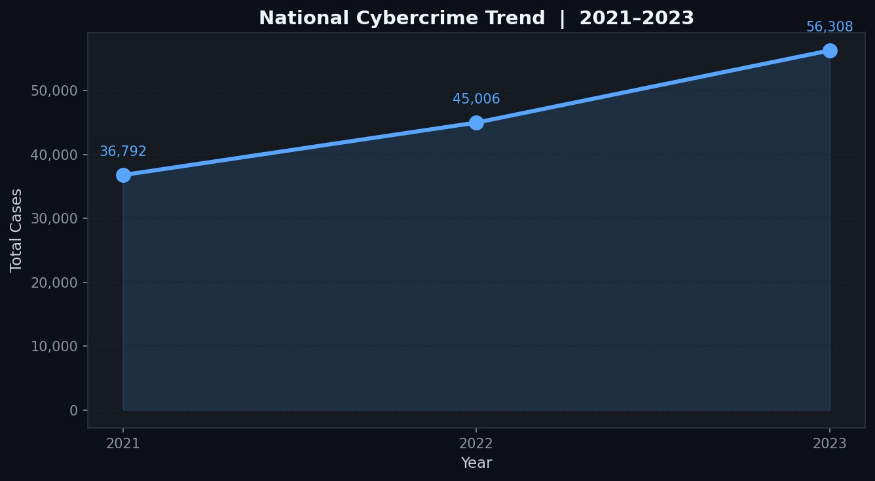 National Cybercrime Trend | 2021–2023
56,308
45,006
36,792
50,000
40,000
30,000
20,000
10,000
0
Total Cases
2021 2022 2023
Year